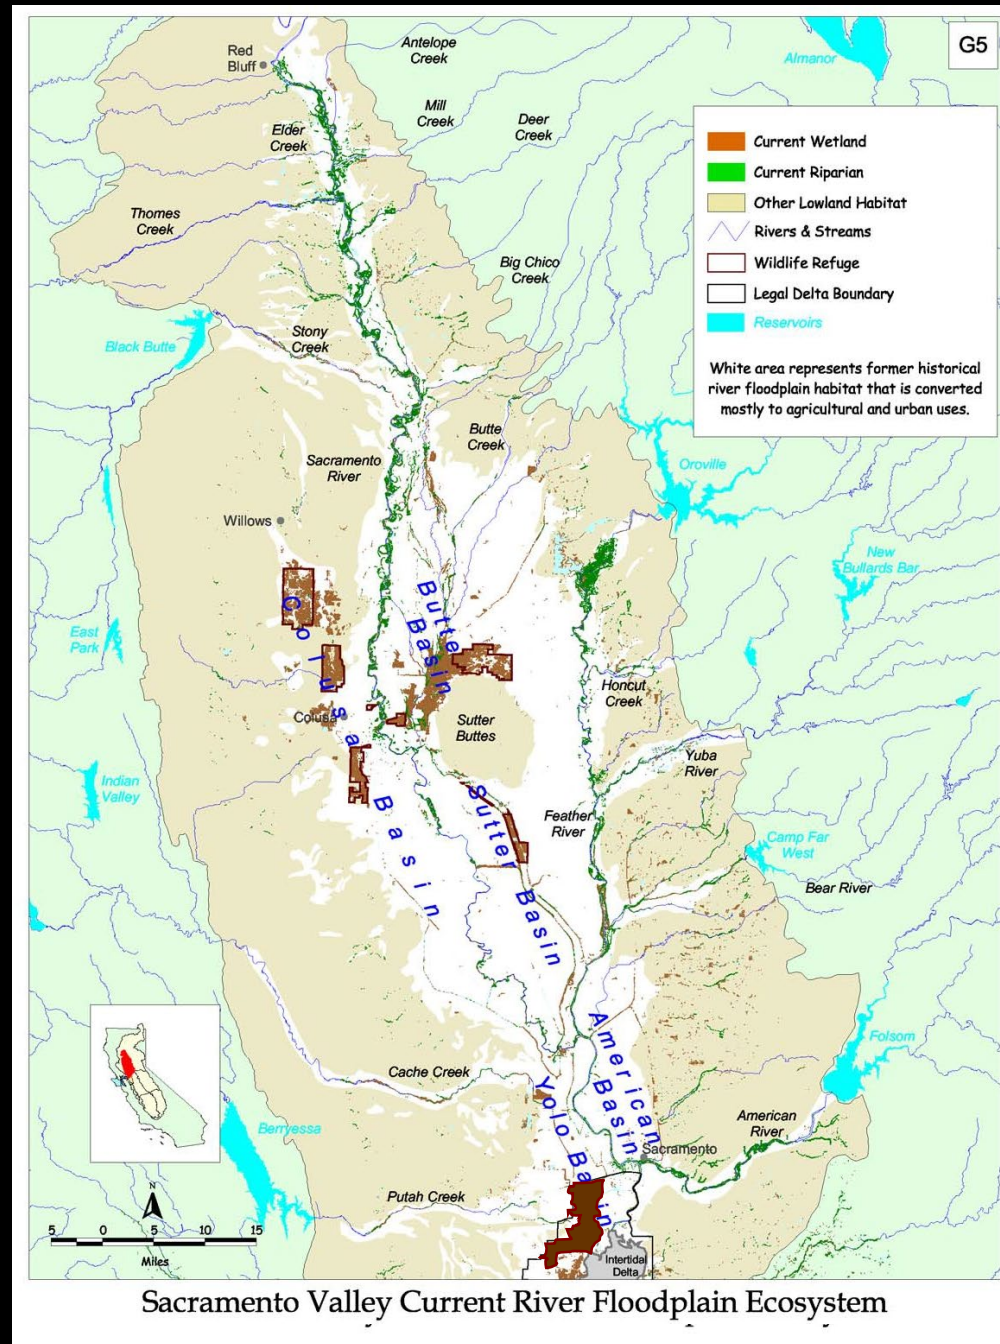 G5
Red
Bluff
Antelope
Creek
Almanor
Mill
Creek
Deer
Creek
Elder
Creek
Current Wetland
Current Riparian
Other Lowland Habitat
Rivers & Streams
Wildlife Refuge
Legal Delta Boundary
Reservoirs
White area represents former historical
river floodplain habitat that is converted
mostly to agricultural and urban uses.
Thomes
Creek
Big Chico
Creek
Stony
Creek
Black Butte
Butte
Creek
Sacramento
River
Oroville
Willows
New
Bullards Bar
Butte
Basin
East
Park
Honcut
Creek
Colusa
Colusa Basin
Sutter
Buttes
Yuba
River
Indian
Valley
Sutter Basin
Feather
River
Camp Far
West
Bear River
American
Basin
Folsom
Cache Creek
Yolo Basin
American
River
Berryessa
Sacramento
Putah Creek
N
5 0 5 10 15
Miles
Intertidal
Delta
Sacramento Valley Current River Floodplain Ecosystem